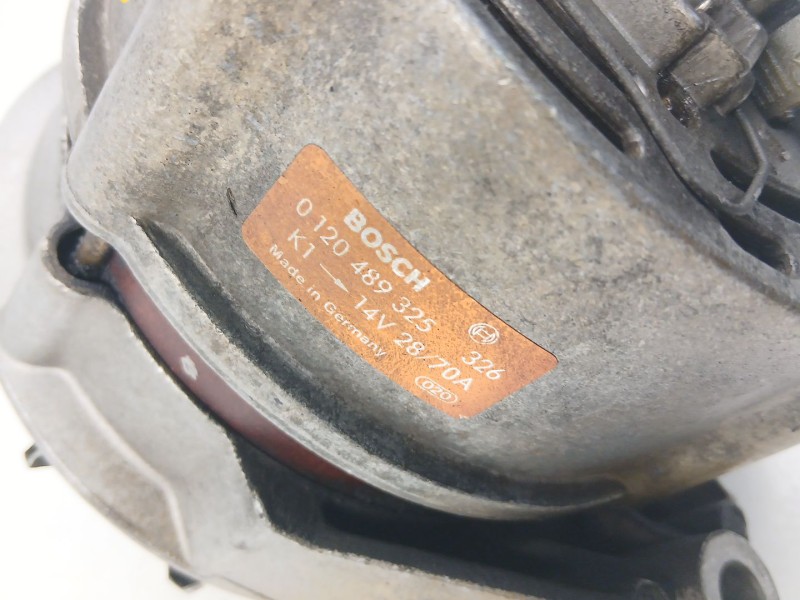 BOSCH
0 120 489 325 326
K1 → 14V 28/70A
Made in Germany 020